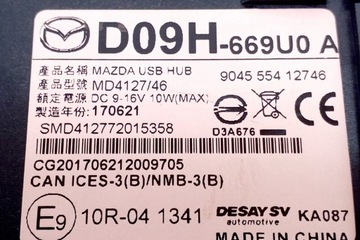 D09H-669U0 A
產品名稱 MAZDA USB HUB 9045 554 12746
產品型號 MD4127/46
額定電壓 DC 9-16V 10W(MAX)
製造年份: 170621
SMD412772015358 D3A676
CG201706212009705
CAN ICES-3(B)/NMB-3(B)
E9 10R-04 1341 DESAY SV automotive KA087
MADE IN CHINA